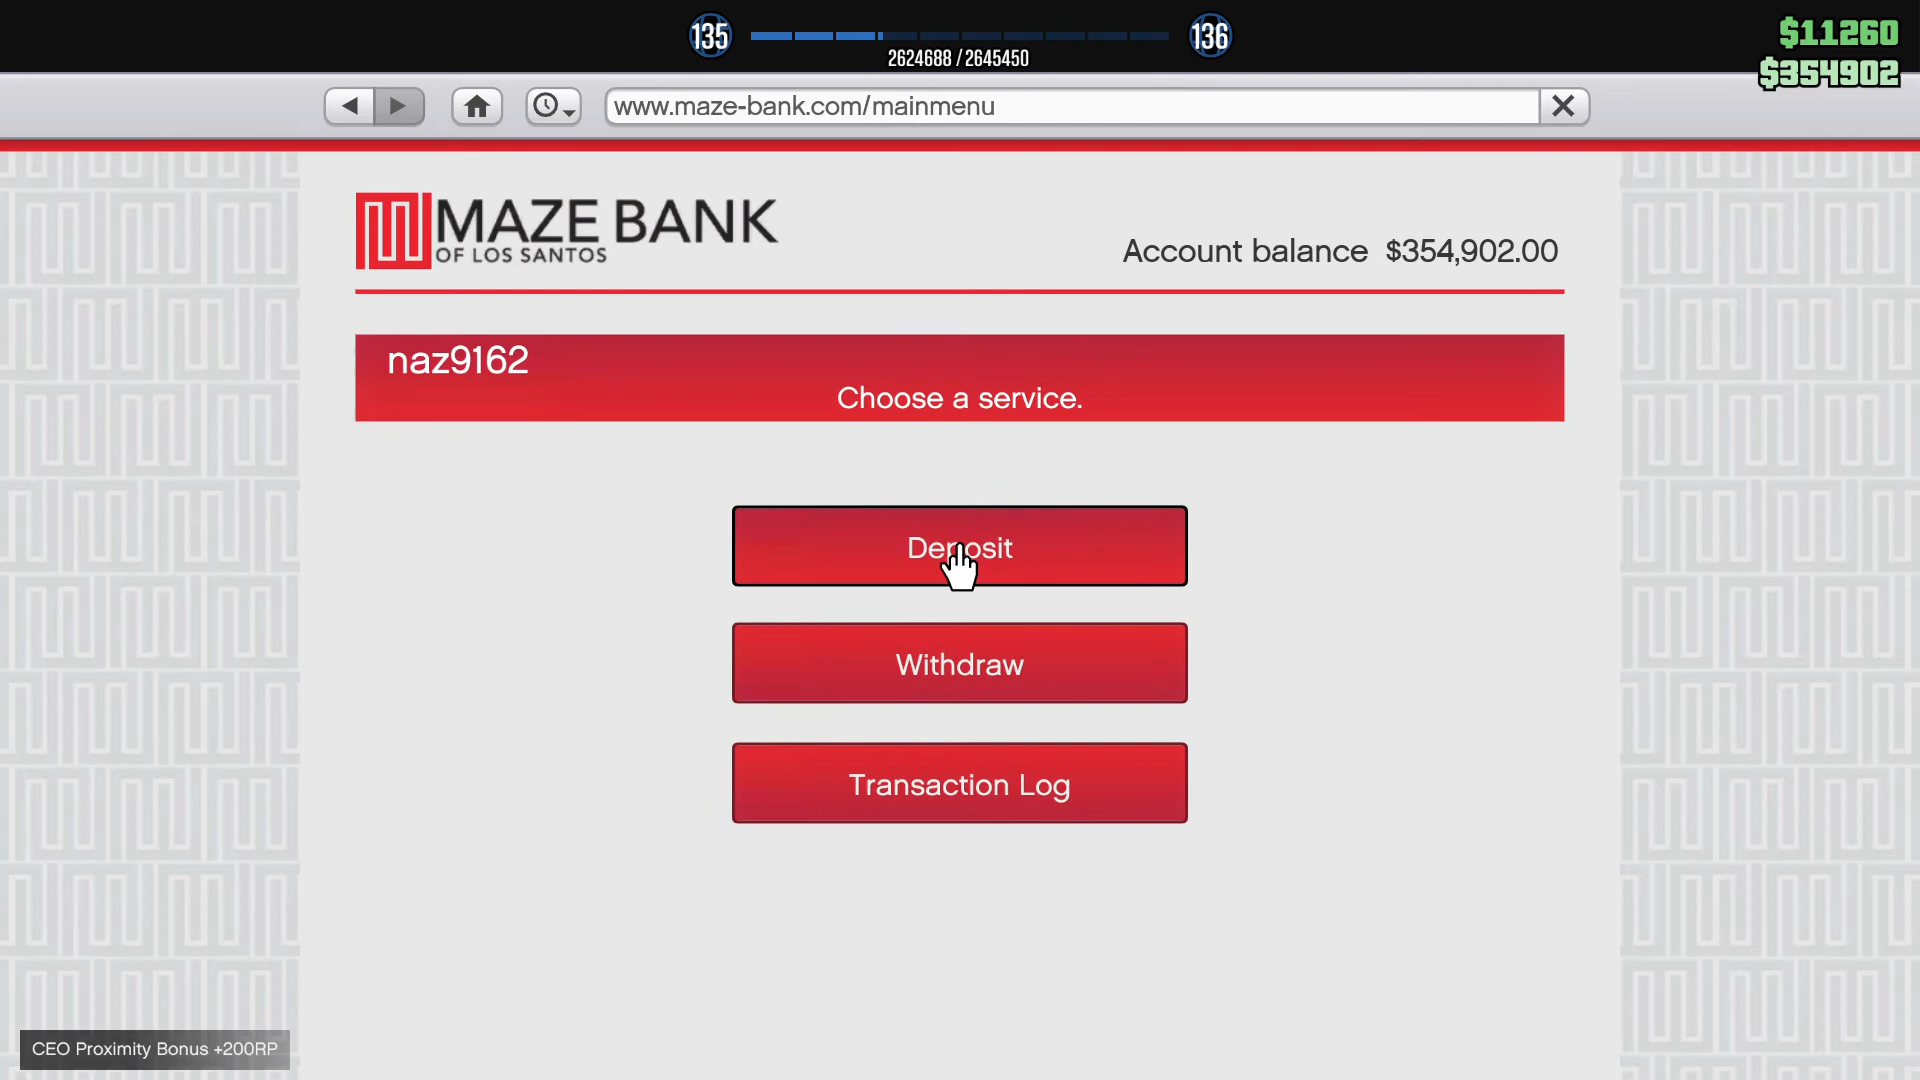 135
136
2624688 / 2645450
$11260
$354902
www.maze-bank.com/mainmenu
MAZE BANK
OF LOS SANTOS
Account balance $354,902.00
naz9162
Choose a service.
Deposit
Withdraw
Transaction Log
CEO Proximity Bonus +200RP